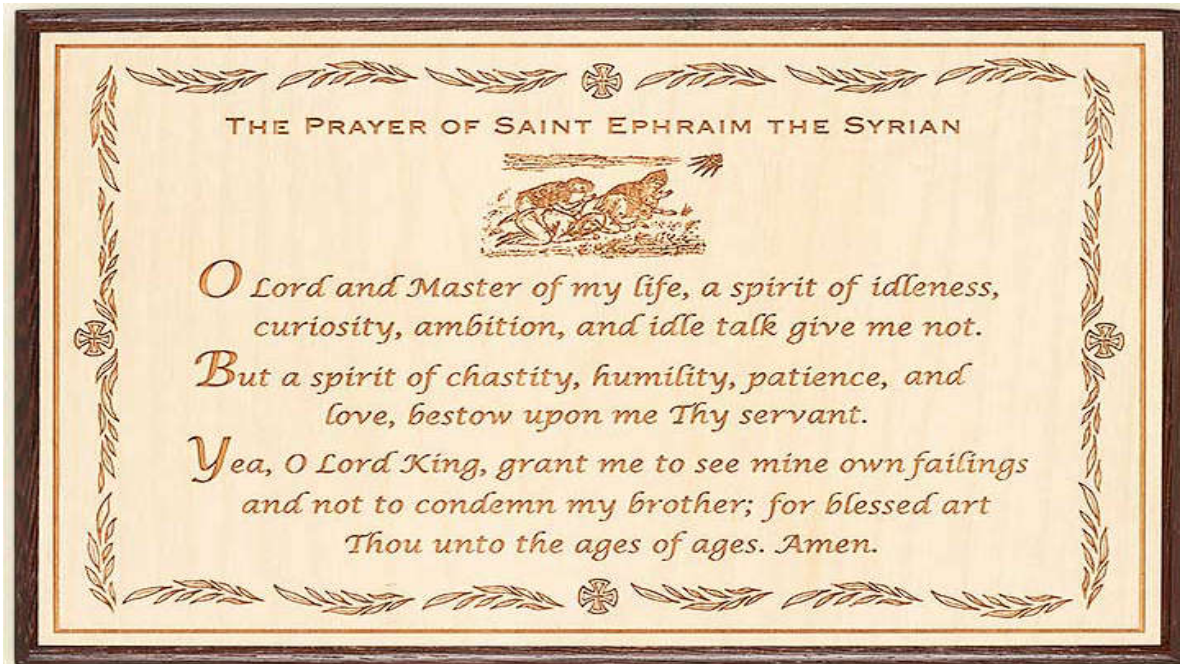 The Prayer of Saint Ephraim the Syrian
O Lord and Master of my life, a spirit of idleness,
curiosity, ambition, and idle talk give me not.
But a spirit of chastity, humility, patience, and
love, bestow upon me Thy servant.
Yea, O Lord King, grant me to see mine own failings
and not to condemn my brother; for blessed art
Thou unto the ages of ages. Amen.